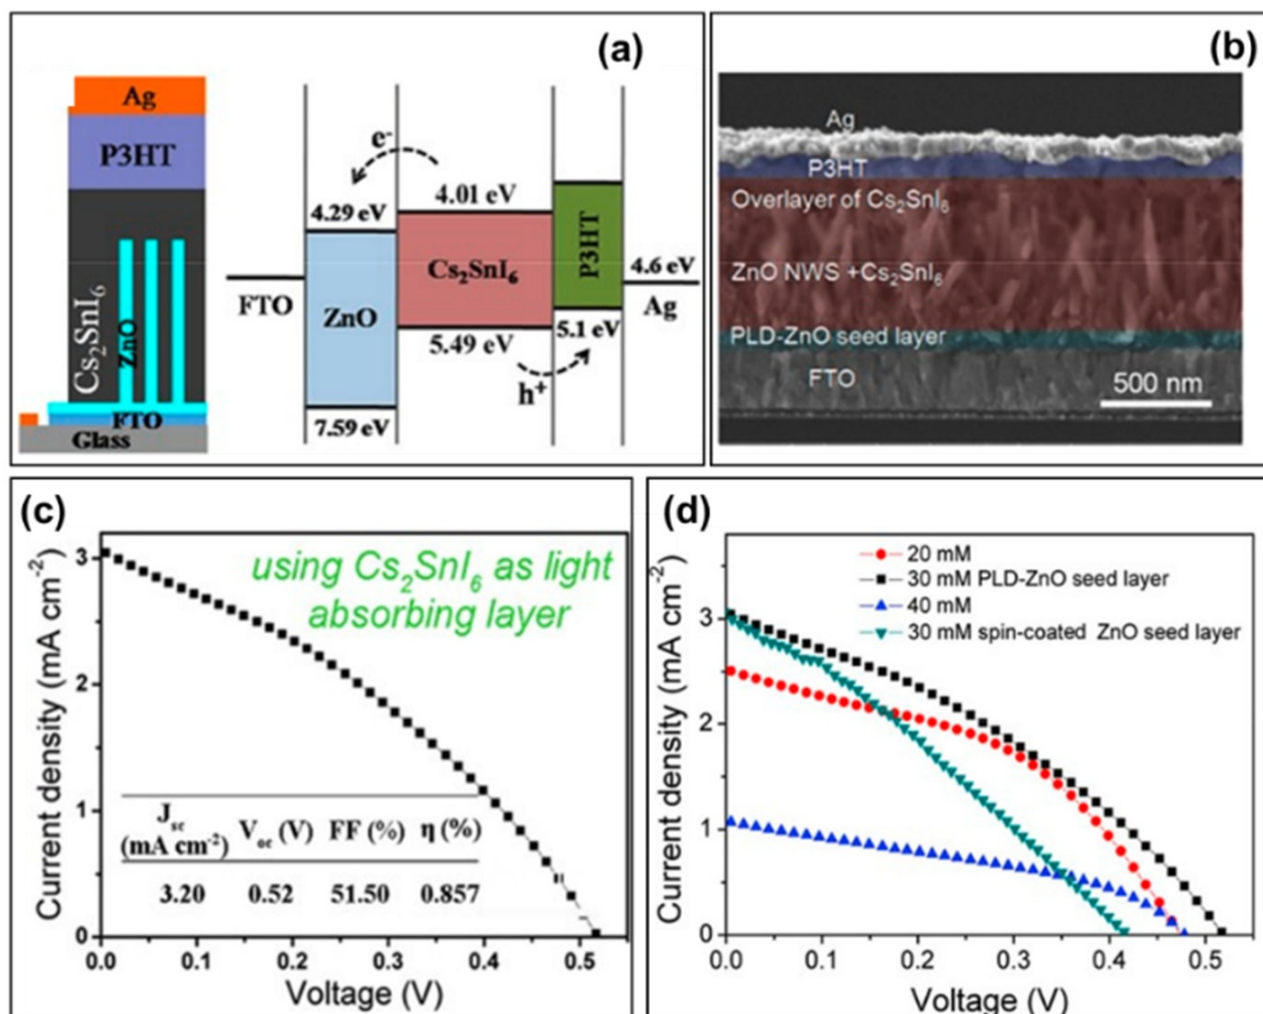 (a)
Ag
P3HT
Cs₂SnI₆
ZnO
FTO
Glass
e⁻
4.29 eV
4.01 eV
P3HT
4.6 eV
FTO
ZnO
Cs₂SnI₆
Ag
5.49 eV
5.1 eV
h⁺
7.59 eV
(b)
Ag
P3HT
Overlayer of Cs₂SnI₆
ZnO NWS +Cs₂SnI₆
PLD-ZnO seed layer
FTO
500 nm
(c)
using Cs₂SnI₆ as light
absorbing layer
Current density (mA cm⁻²)
3
2
1
0
Jsc
(mA cm⁻²) Voc (V) FF (%) η (%)
3.20 0.52 51.50 0.857
0.0 0.1 0.2 0.3 0.4 0.5
Voltage (V)
(d)
20 mM
30 mM PLD-ZnO seed layer
40 mM
30 mM spin-coated ZnO seed layer
Current density (mA cm⁻²)
3
2
1
0
0.0 0.1 0.2 0.3 0.4 0.5
Voltage (V)